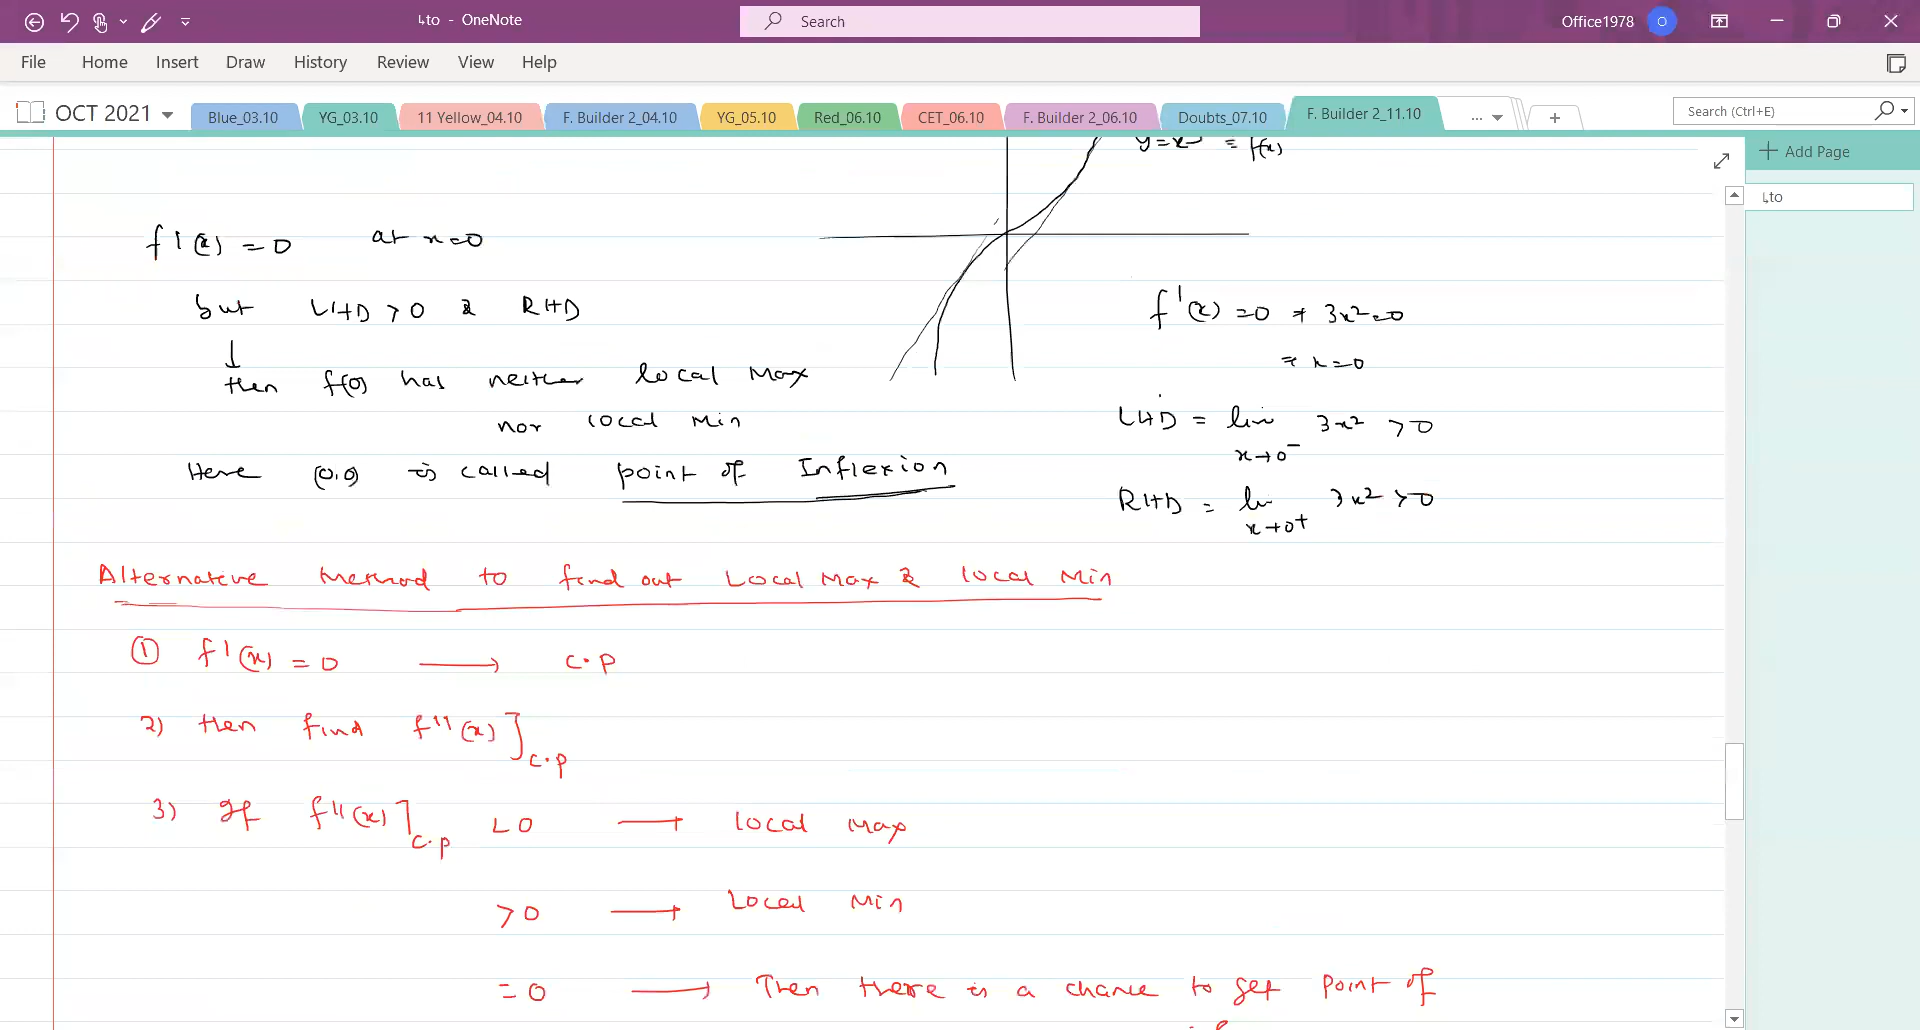 ↳to - OneNote
Search
Office1978
O
File Home Insert Draw History Review View Help
OCT 2021
Blue_03.10 YG_03.10 11 Yellow_04.10 F. Builder 2_04.10 YG_05.10 Red_06.10 CET_06.10 F. Builder 2_06.10 Doubts_07.10 F. Builder 2_11.10 ...
Search (Ctrl+E)
Add Page
↳to
= f(x)
f'(x) = 0 at x=0
but LHD > 0 & RHD
then f(0) has neither local Max
nor local Min
Here (0,0) is called point of Inflexion
f'(x) = 0 ⇒ 3x²=0
⇒ x=0
LHD = lim 3x² > 0
x→0⁻
RHD = lim 3x² > 0
x→0+
Alternative Method to find out Local Max & local Min
① f'(x) = 0 → c.p
2) then find f''(x)]c.p
3) If f''(x)]c.p < 0 → local Max
> 0 → Local Min
= 0 → Then there is a chance to get point of